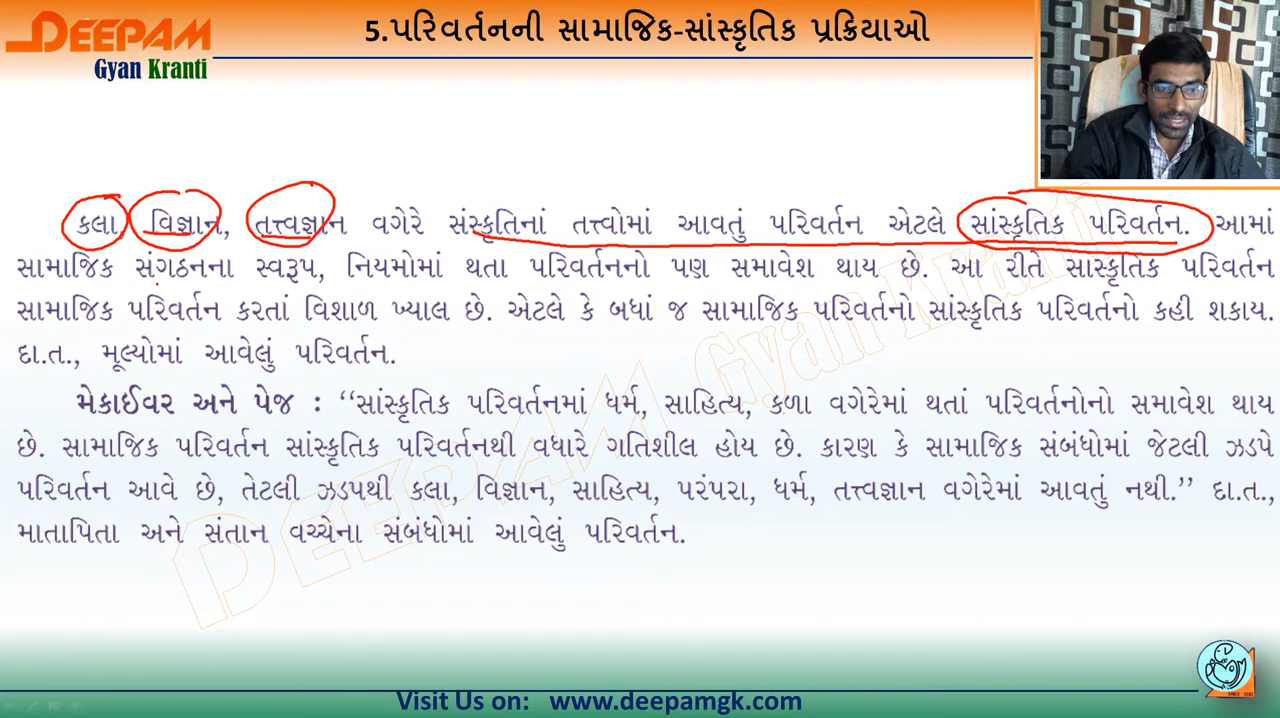 DEEPAM
Gyan Kranti
5.પરિવર્તનની સામાજિક-સાંસ્કૃતિક પ્રક્રિયાઓ
કલા, વિજ્ઞાન, તત્ત્વજ્ઞાન વગેરે સંસ્કૃતિનાં તત્ત્વોમાં આવતું પરિવર્તન એટલે સાંસ્કૃતિક પરિવર્તન. આમાં
સામાજિક સંગઠનના સ્વરૂપ, નિયમોમાં થતા પરિવર્તનનો પણ સમાવેશ થાય છે. આ રીતે સાંસ્કૃતિક પરિવર્તન
સામાજિક પરિવર્તન કરતાં વિશાળ ખ્યાલ છે. એટલે કે બધાં જ સામાજિક પરિવર્તનો સાંસ્કૃતિક પરિવર્તનો કહી શકાય.
દા.ત., મૂલ્યોમાં આવેલું પરિવર્તન.
મેકાઈવર અને પેજ : ‘‘સાંસ્કૃતિક પરિવર્તનમાં ધર્મ, સાહિત્ય, કળા વગેરેમાં થતાં પરિવર્તનોનો સમાવેશ થાય
છે. સામાજિક પરિવર્તન સાંસ્કૃતિક પરિવર્તનથી વધારે ગતિશીલ હોય છે. કારણ કે સામાજિક સંબંધોમાં જેટલી ઝડપે
પરિવર્તન આવે છે, તેટલી ઝડપથી કલા, વિજ્ઞાન, સાહિત્ય, પરંપરા, ધર્મ, તત્ત્વજ્ઞાન વગેરેમાં આવતું નથી.’’ દા.ત.,
માતાપિતા અને સંતાન વચ્ચેના સંબંધોમાં આવેલું પરિવર્તન.
DEEPAM Gyan Kranti
Visit Us on: www.deepamgk.com